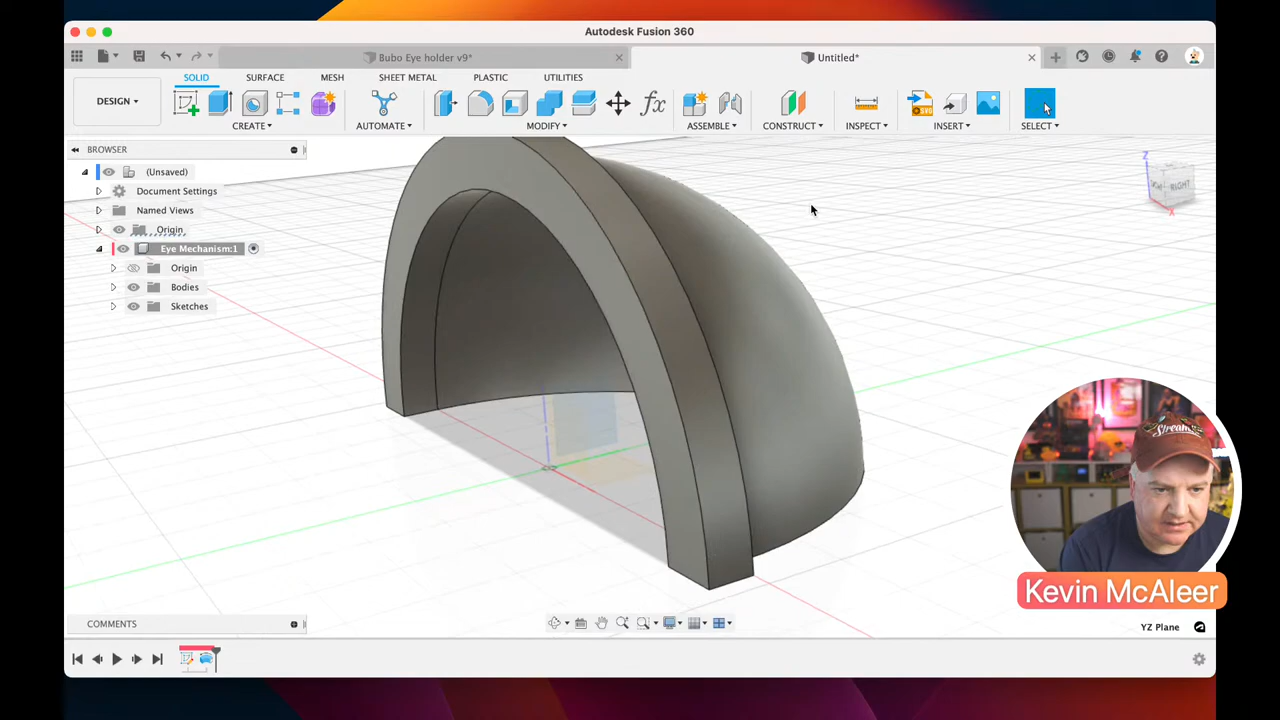 Autodesk Fusion 360
Bubo Eye holder v9*
Untitled*
DESIGN
SOLID
SURFACE
MESH
SHEET METAL
PLASTIC
UTILITIES
CREATE
AUTOMATE
MODIFY
ASSEMBLE
CONSTRUCT
INSPECT
INSERT
SELECT
fx
BROWSER
(Unsaved)
Document Settings
Named Views
Origin
Eye Mechanism:1
Origin
Bodies
Sketches
Z
RIGHT
X
Kevin McAleer
COMMENTS
YZ Plane